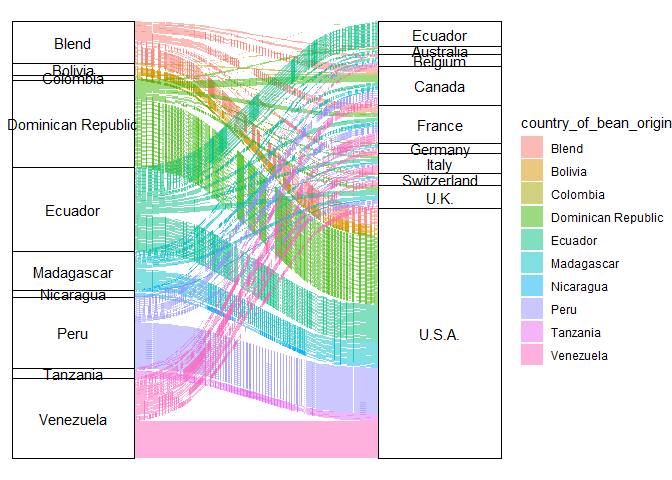 Blend
Bolivia
Colombia
Dominican Republic
Ecuador
Madagascar
Nicaragua
Peru
Tanzania
Venezuela
Ecuador
Australia
Belgium
Canada
France
Germany
Italy
Switzerland
U.K.
U.S.A.
country_of_bean_origin
Blend
Bolivia
Colombia
Dominican Republic
Ecuador
Madagascar
Nicaragua
Peru
Tanzania
Venezuela